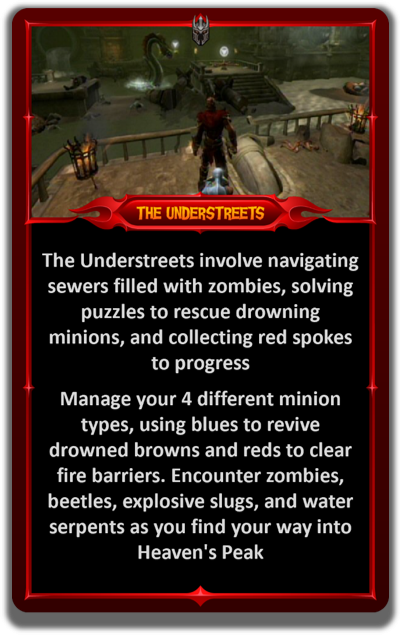 THE UNDERSTREETS
The Understreets involve navigating
sewers filled with zombies, solving
puzzles to rescue drowning
minions, and collecting red spokes
to progress
Manage your 4 different minion
types, using blues to revive
drowned browns and reds to clear
fire barriers. Encounter zombies,
beetles, explosive slugs, and water
serpents as you find your way into
Heaven's Peak